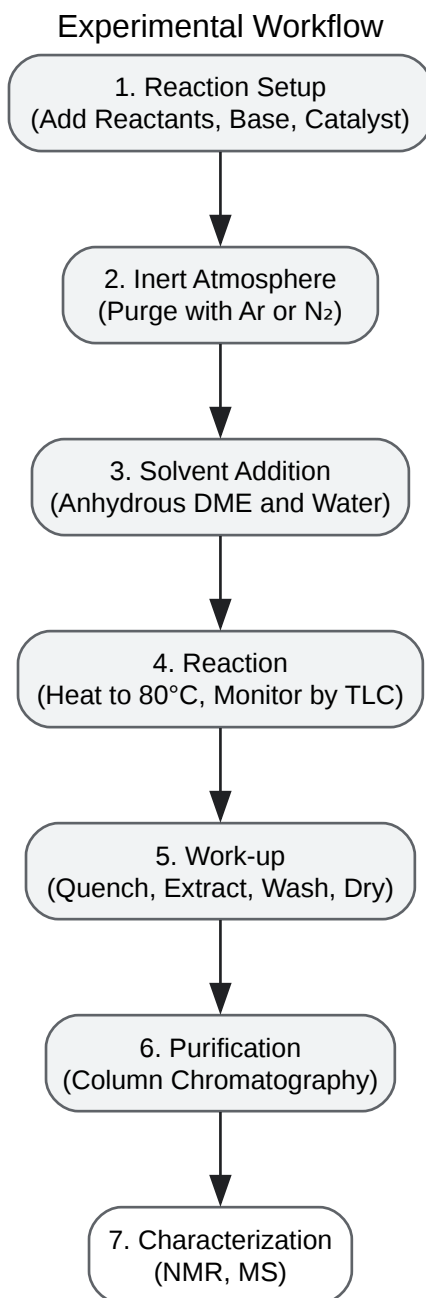 Experimental Workflow
1. Reaction Setup
(Add Reactants, Base, Catalyst)
2. Inert Atmosphere
(Purge with Ar or N₂)
3. Solvent Addition
(Anhydrous DME and Water)
4. Reaction
(Heat to 80°C, Monitor by TLC)
5. Work-up
(Quench, Extract, Wash, Dry)
6. Purification
(Column Chromatography)
7. Characterization
(NMR, MS)